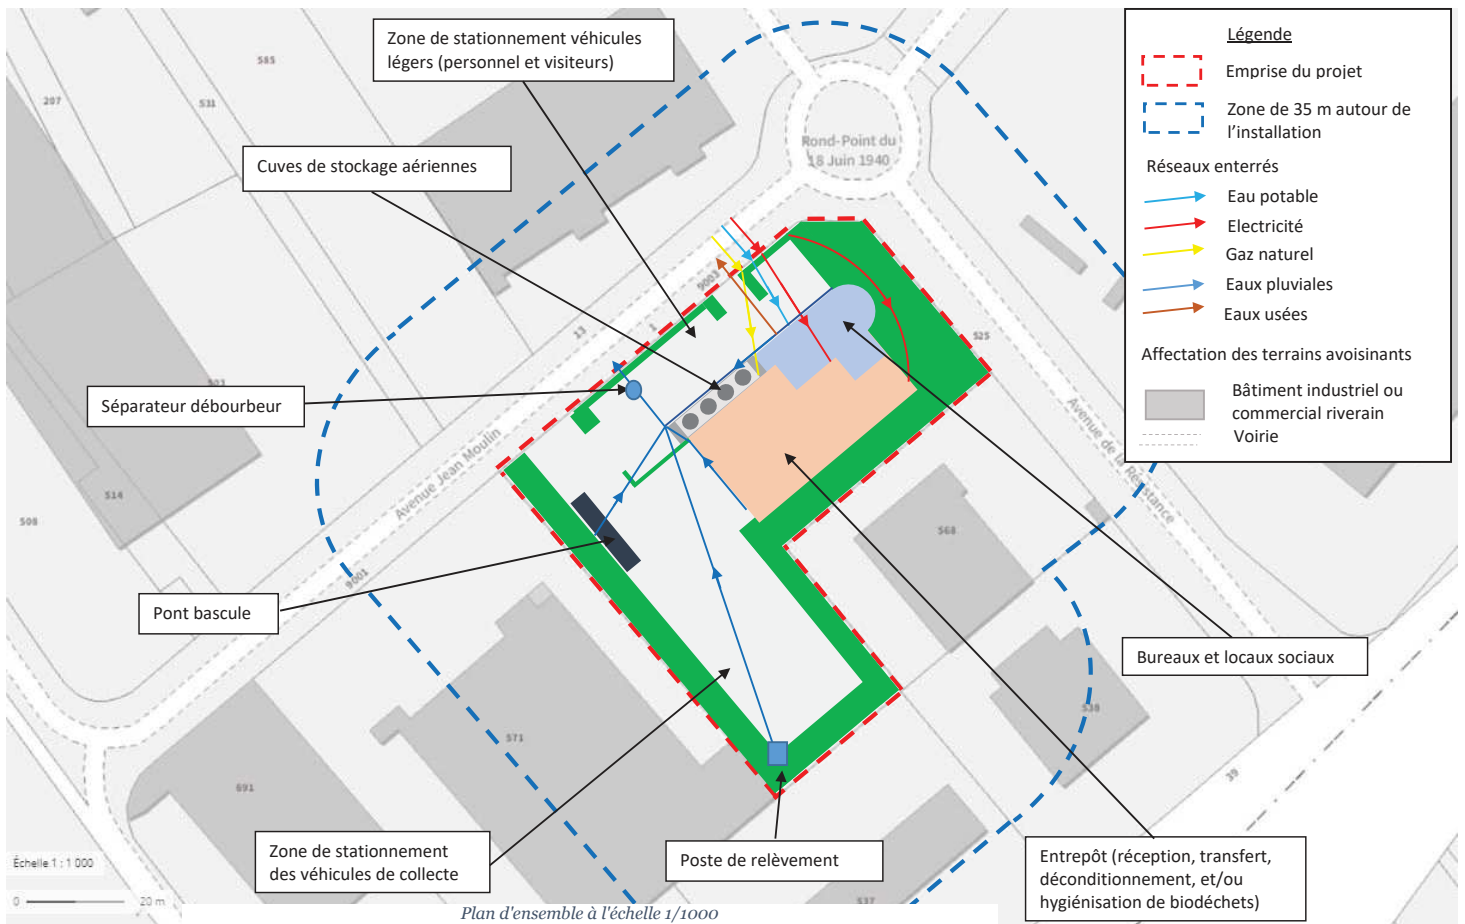 Zone de stationnement véhicules
légers (personnel et visiteurs)
Cuves de stockage aériennes
Séparateur débourbeur
Pont bascule
Zone de stationnement
des véhicules de collecte
Poste de relèvement
Entrepôt (réception, transfert,
déconditionnement, et/ou
hygiénisation de biodéchets)
Bureaux et locaux sociaux
Légende
Emprise du projet
Zone de 35 m autour de
l'installation
Réseaux enterrés
Eau potable
Electricité
Gaz naturel
Eaux pluviales
Eaux usées
Affectation des terrains avoisinants
Bâtiment industriel ou
commercial riverain
Voirie
Rond-Point du
18 Juin 1940
Avenue Jean Moulin
Avenue de la Résistance
585
207
531
514
508
13
1
9003
9001
525
568
538
571
691
39
537
Échelle 1 : 1 000
0
20 m
Plan d'ensemble à l'échelle 1/1000